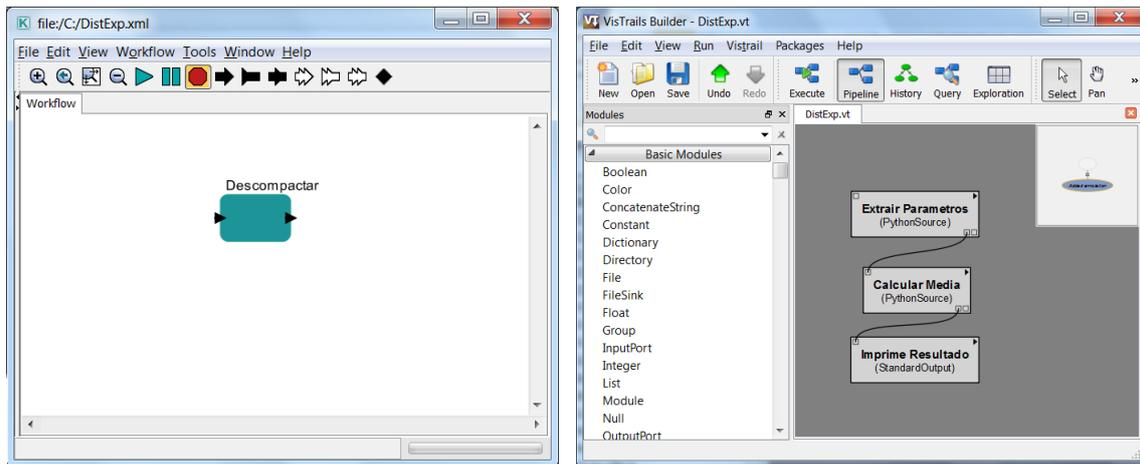 file:/C:/DistExp.xml
File Edit View Workflow Tools Window Help
Workflow
Descompactar
VisTrails Builder - DistExp.vt
File Edit View Run Vistrail Packages Help
New Open Save Undo Redo Execute Pipeline History Query Exploration Select Pan »
Modules
DistExp.vt
Basic Modules
Boolean
Color
ConcatenateString
Constant
Dictionary
Directory
File
FileSink
Float
Group
InputPort
Integer
List
Module
Null
OutputPort
Extrair Parametros
(PythonSource)
Calcular Media
(PythonSource)
Imprime Resultado
(StandardOutput)